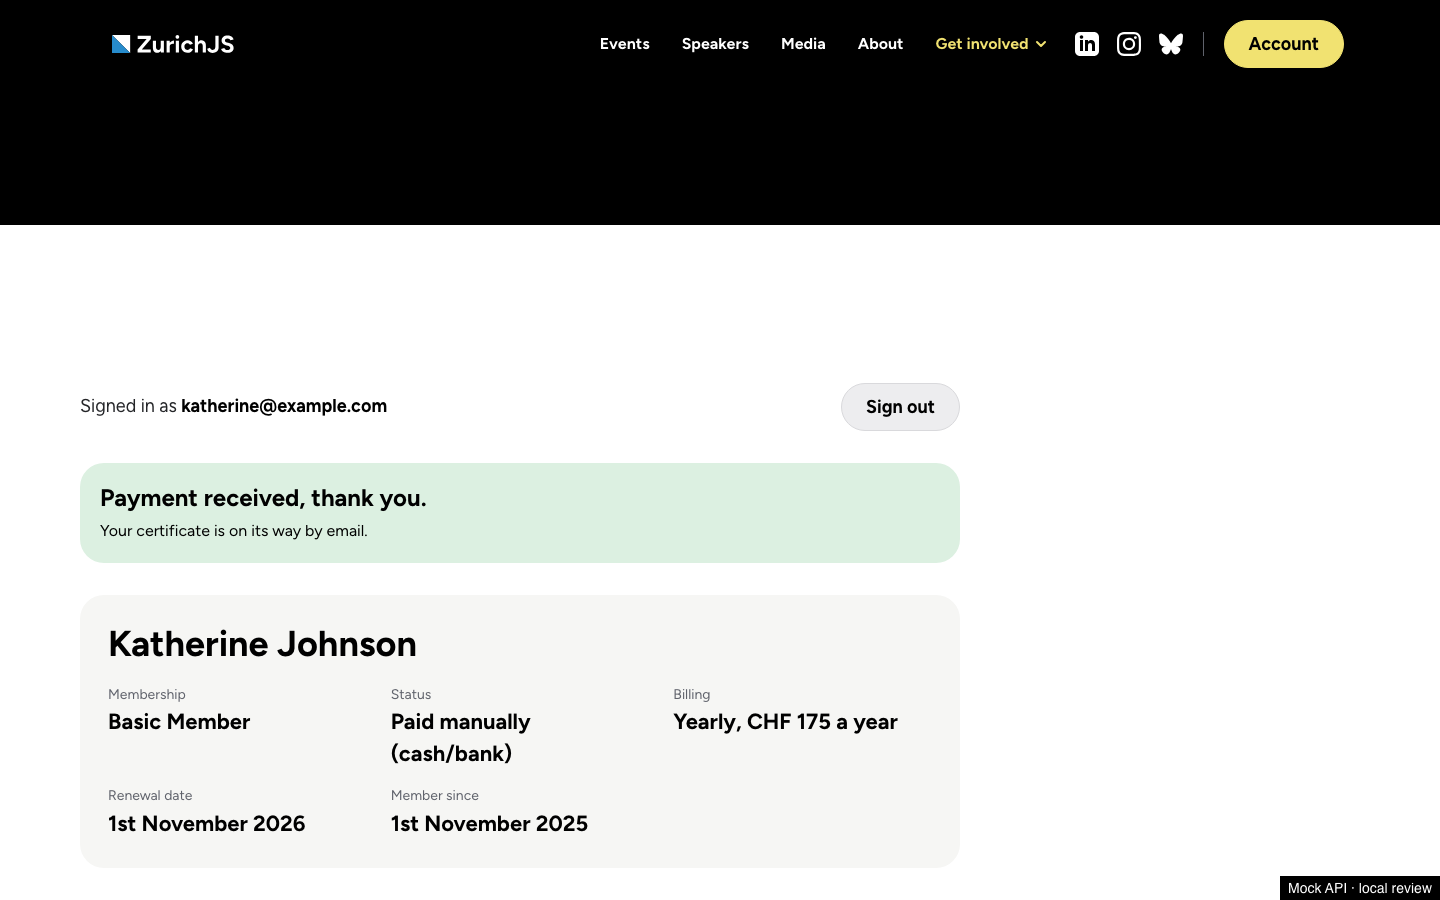 ZurichJS
Events
Speakers
Media
About
Get involved
Account
Signed in as katherine@example.com
Sign out
Payment received, thank you.
Your certificate is on its way by email.
Katherine Johnson
Membership
Basic Member
Status
Paid manually
(cash/bank)
Billing
Yearly, CHF 175 a year
Renewal date
1st November 2026
Member since
1st November 2025
Mock API · local review